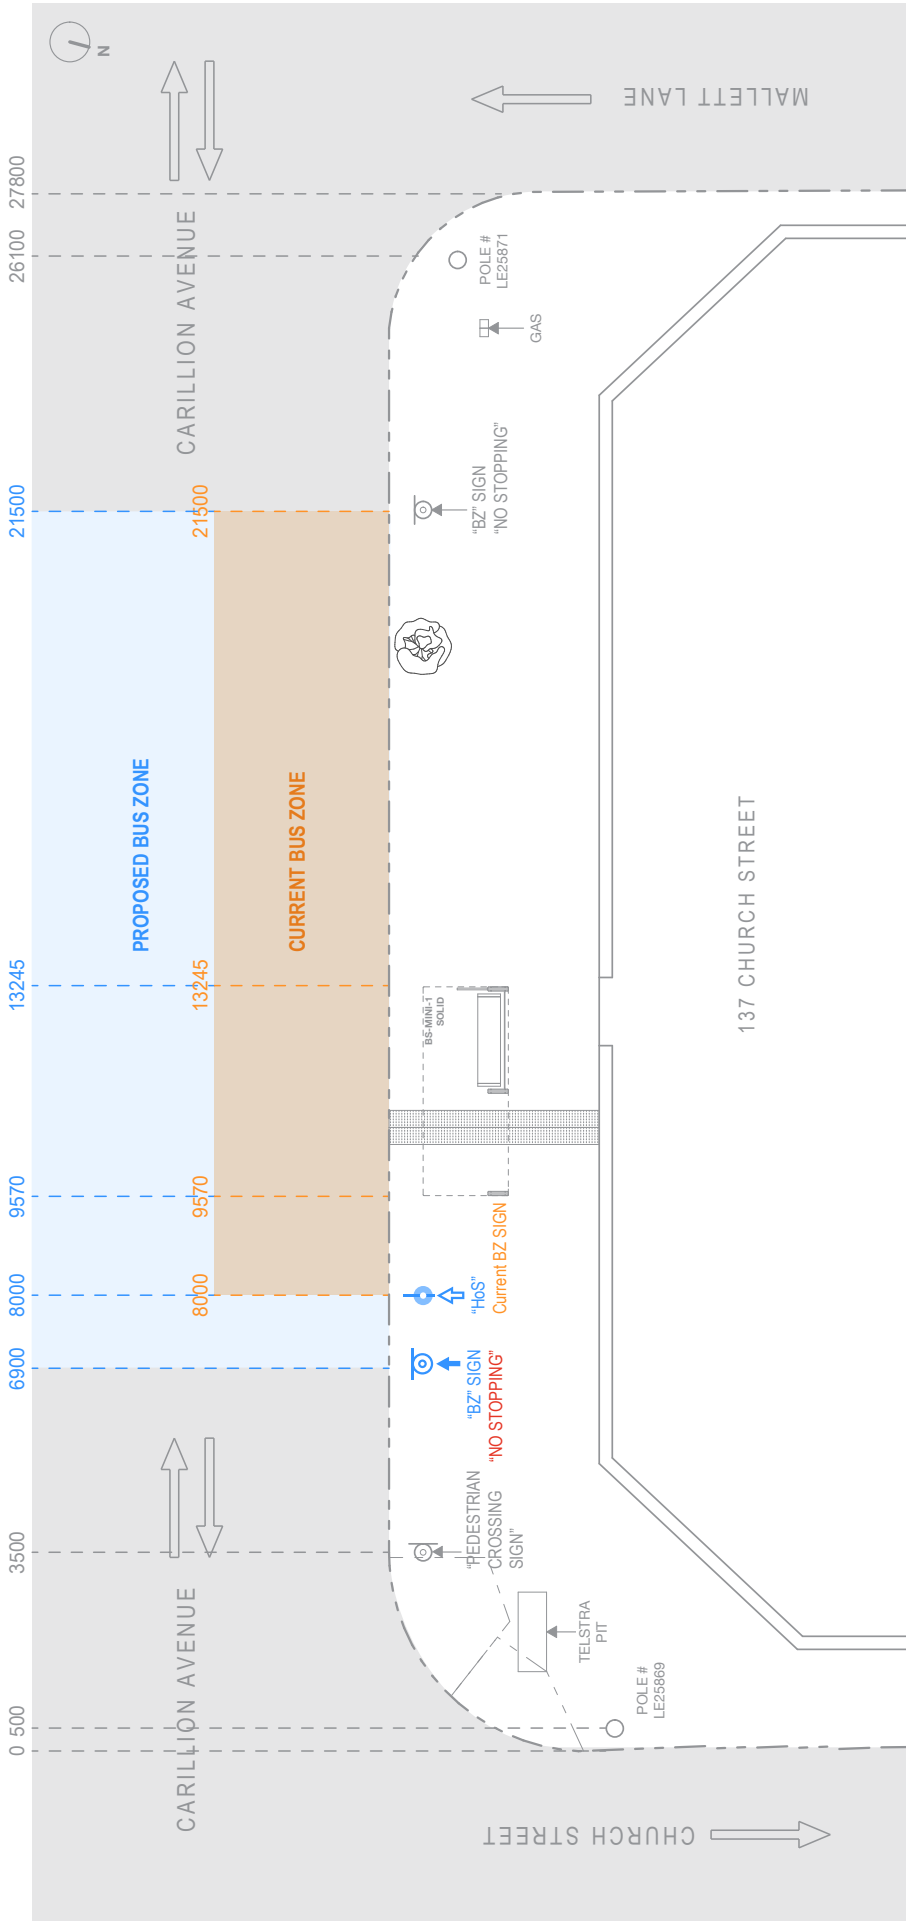 N
0
500
3500
6900
8000
9570
13245
21500
26100
27800
8000
9570
13245
21500
CARILLION AVENUE
CARILLION AVENUE
PROPOSED BUS ZONE
CURRENT BUS ZONE
"PEDESTRIAN
CROSSING
SIGN"
"BZ" SIGN
"NO STOPPING"
"HoS"
Current BZ SIGN
BS-MINI-1
SOLID
"BZ" SIGN
"NO STOPPING"
GAS
POLE #
LE25871
TELSTRA
PIT
POLE #
LE25869
137 CHURCH STREET
CHURCH STREET
MALLETT LANE